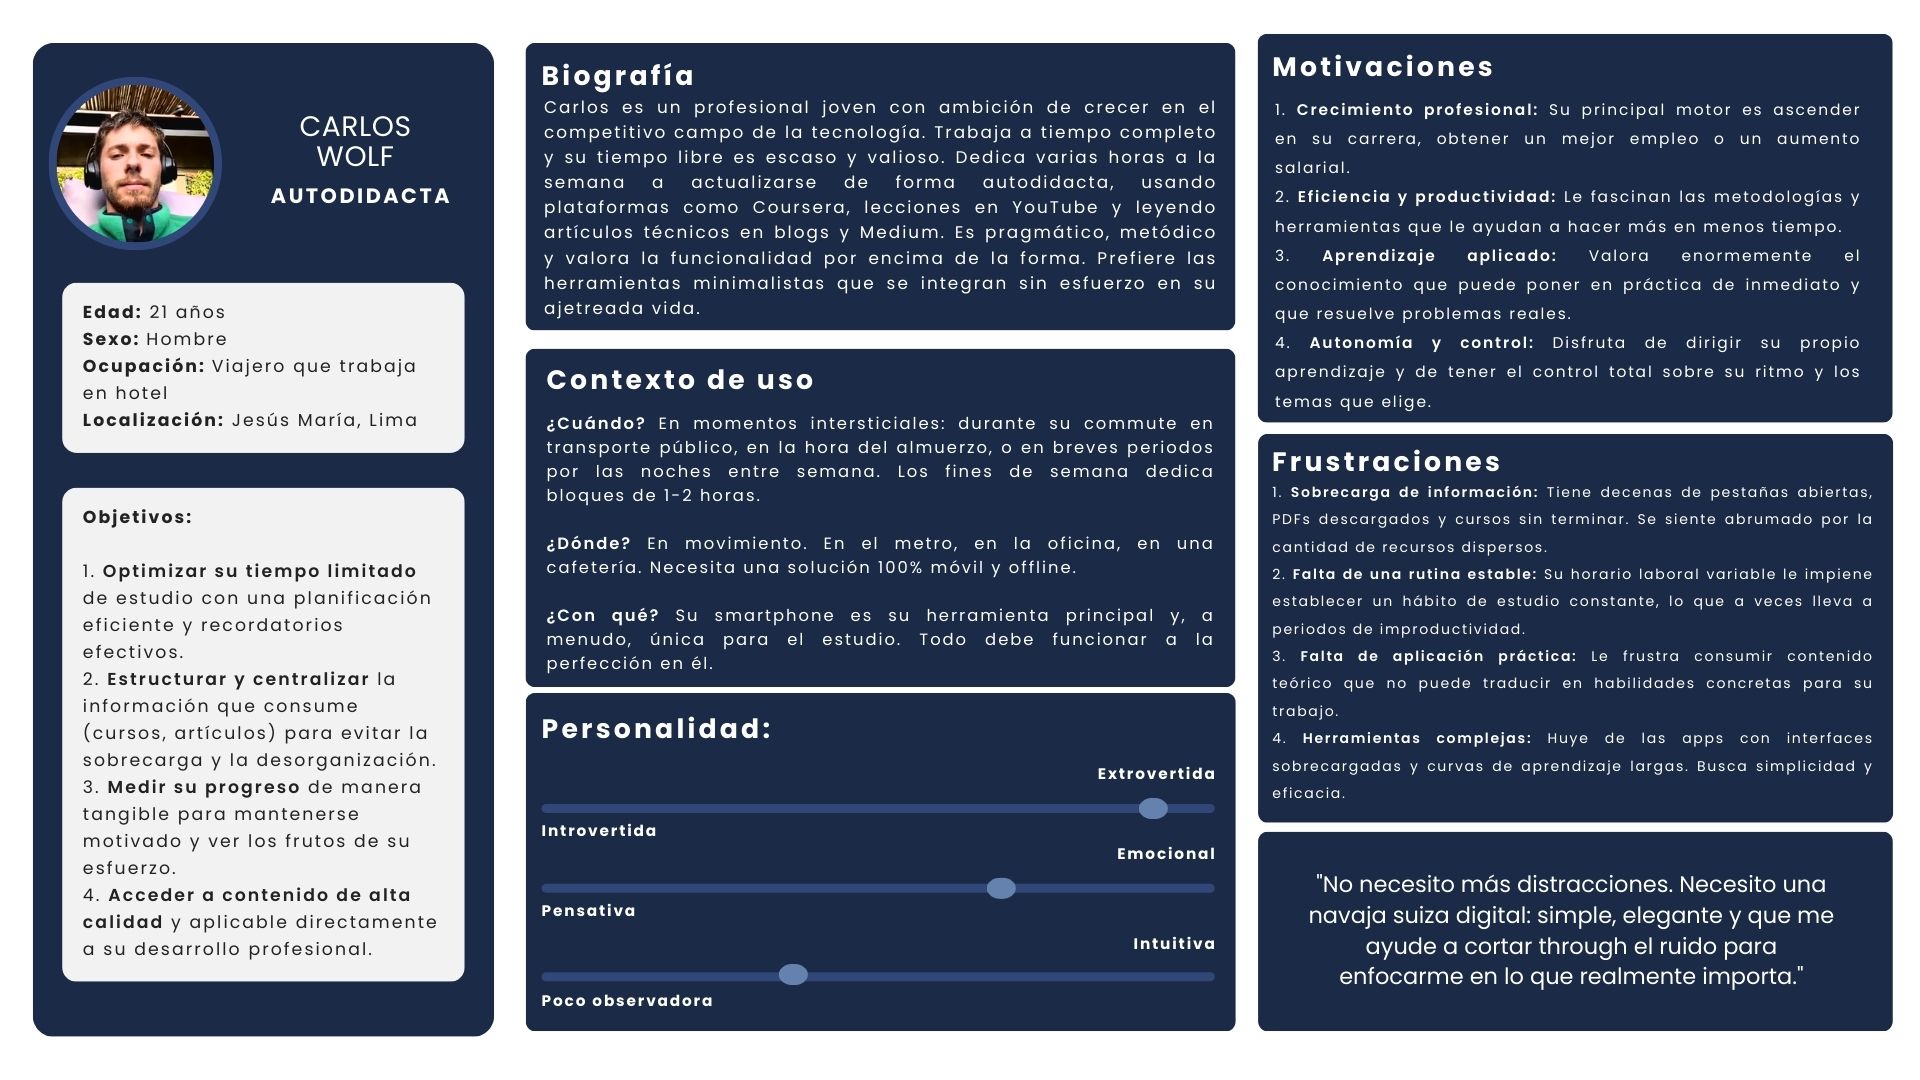 CARLOS
WOLF
AUTODIDACTA
Edad: 21 años
Sexo: Hombre
Ocupación: Viajero que trabaja
en hotel
Localización: Jesús María, Lima
Objetivos:
1. Optimizar su tiempo limitado
de estudio con una planificación
eficiente y recordatorios
efectivos.
2. Estructurar y centralizar la
información que consume
(cursos, artículos) para evitar la
sobrecarga y la desorganización.
3. Medir su progreso de manera
tangible para mantenerse
motivado y ver los frutos de su
esfuerzo.
4. Acceder a contenido de alta
calidad y aplicable directamente
a su desarrollo profesional.
Biografía
Carlos es un profesional joven con ambición de crecer en el
competitivo campo de la tecnología. Trabaja a tiempo completo
y su tiempo libre es escaso y valioso. Dedica varias horas a la
semana a actualizarse de forma autodidacta, usando
plataformas como Coursera, lecciones en YouTube y leyendo
artículos técnicos en blogs y Medium. Es pragmático, metódico
y valora la funcionalidad por encima de la forma. Prefiere las
herramientas minimalistas que se integran sin esfuerzo en su
ajetreada vida.
Contexto de uso
¿Cuándo? En momentos intersticiales: durante su commute en
transporte público, en la hora del almuerzo, o en breves periodos
por las noches entre semana. Los fines de semana dedica
bloques de 1-2 horas.
¿Dónde? En movimiento. En el metro, en la oficina, en una
cafetería. Necesita una solución 100% móvil y offline.
¿Con qué? Su smartphone es su herramienta principal y, a
menudo, única para el estudio. Todo debe funcionar a la
perfección en él.
Personalidad:
Extrovertida
Introvertida
Emocional
Pensativa
Intuitiva
Poco observadora
Motivaciones
1. Crecimiento profesional: Su principal motor es ascender
en su carrera, obtener un mejor empleo o un aumento
salarial.
2. Eficiencia y productividad: Le fascinan las metodologías y
herramientas que le ayudan a hacer más en menos tiempo.
3. Aprendizaje aplicado: Valora enormemente el
conocimiento que puede poner en práctica de inmediato y
que resuelve problemas reales.
4. Autonomía y control: Disfruta de dirigir su propio
aprendizaje y de tener el control total sobre su ritmo y los
temas que elige.
Frustraciones
1. Sobrecarga de información: Tiene decenas de pestañas abiertas,
PDFs descargados y cursos sin terminar. Se siente abrumado por la
cantidad de recursos dispersos.
2. Falta de una rutina estable: Su horario laboral variable le impiene
establecer un hábito de estudio constante, lo que a veces lleva a
periodos de improductividad.
3. Falta de aplicación práctica: Le frustra consumir contenido
teórico que no puede traducir en habilidades concretas para su
trabajo.
4. Herramientas complejas: Huye de las apps con interfaces
sobrecargadas y curvas de aprendizaje largas. Busca simplicidad y
eficacia.
"No necesito más distracciones. Necesito una
navaja suiza digital: simple, elegante y que me
ayude a cortar through el ruido para
enfocarme en lo que realmente importa."